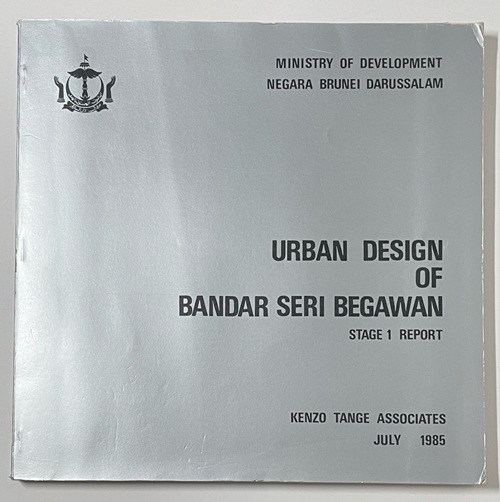 MINISTRY OF DEVELOPMENT
NEGARA BRUNEI DARUSSALAM
URBAN DESIGN
OF
BANDAR SERI BEGAWAN
STAGE 1 REPORT
KENZO TANGE ASSOCIATES
JULY 1985